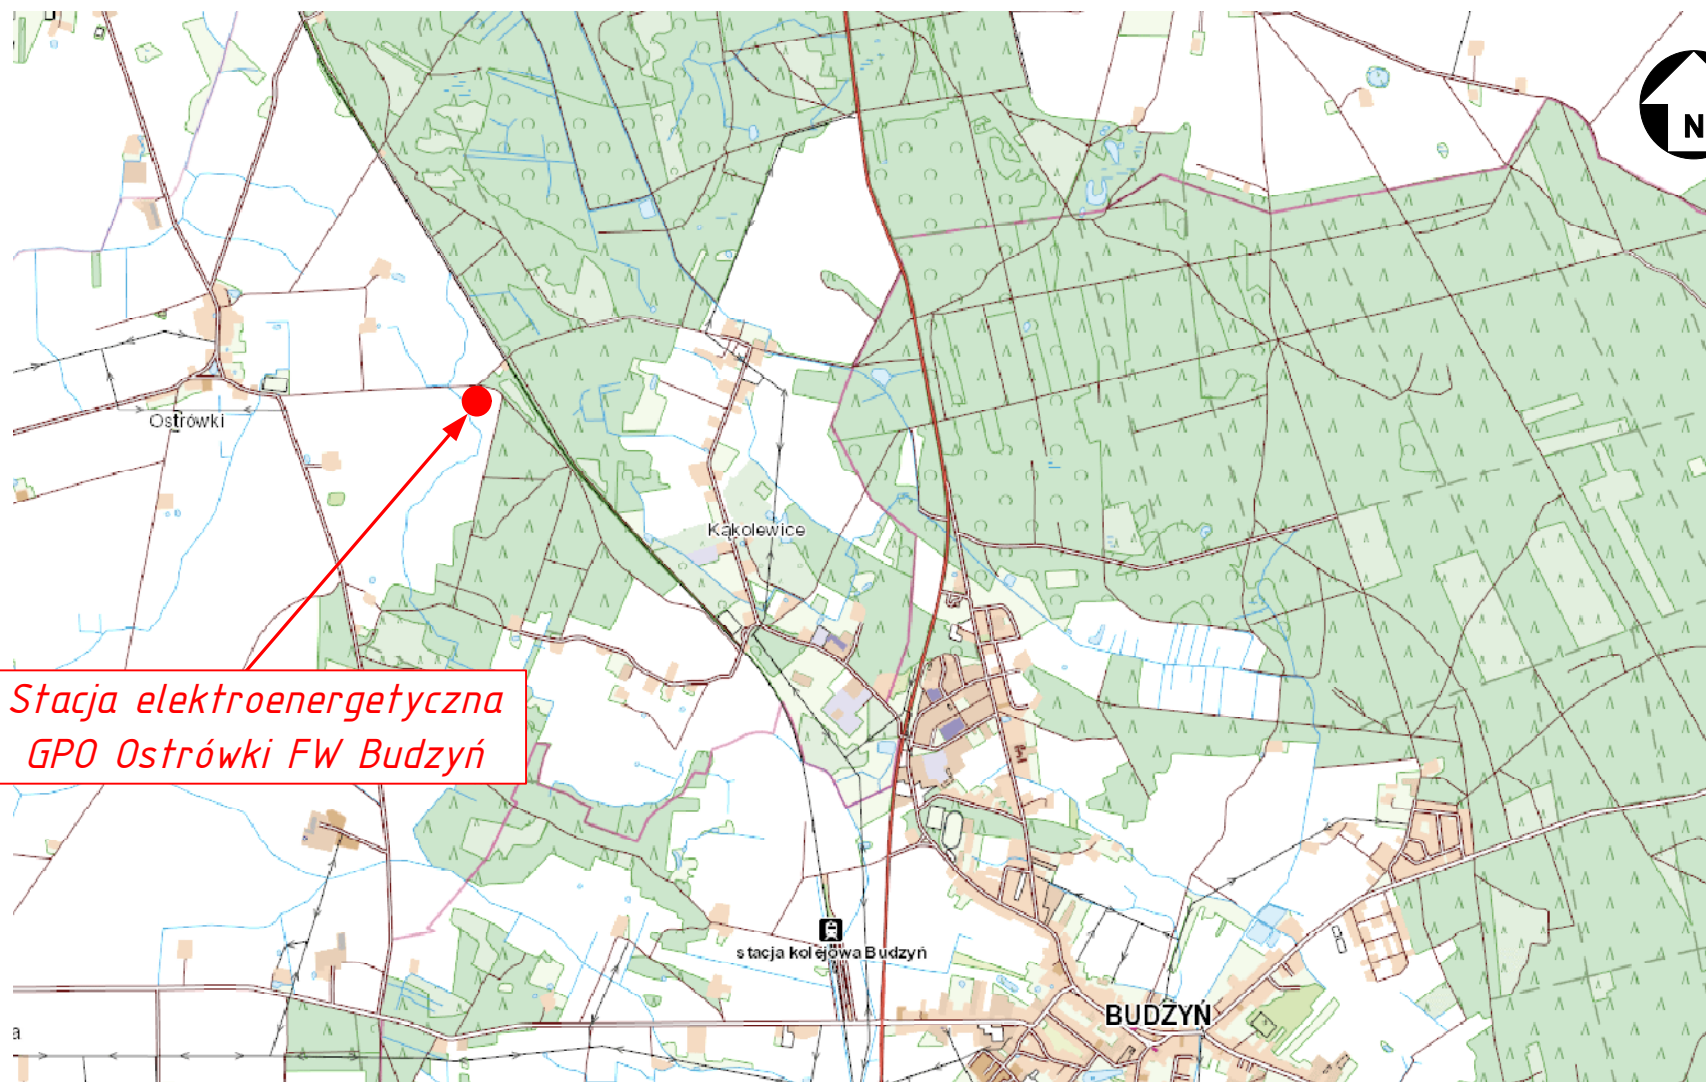 N
Ostrówki
Kąkolewice
Stacja elektroenergetyczna
GPO Ostrówki FW Budzyń
stacja kolejowa Budzyń
BUDZYŃ
a